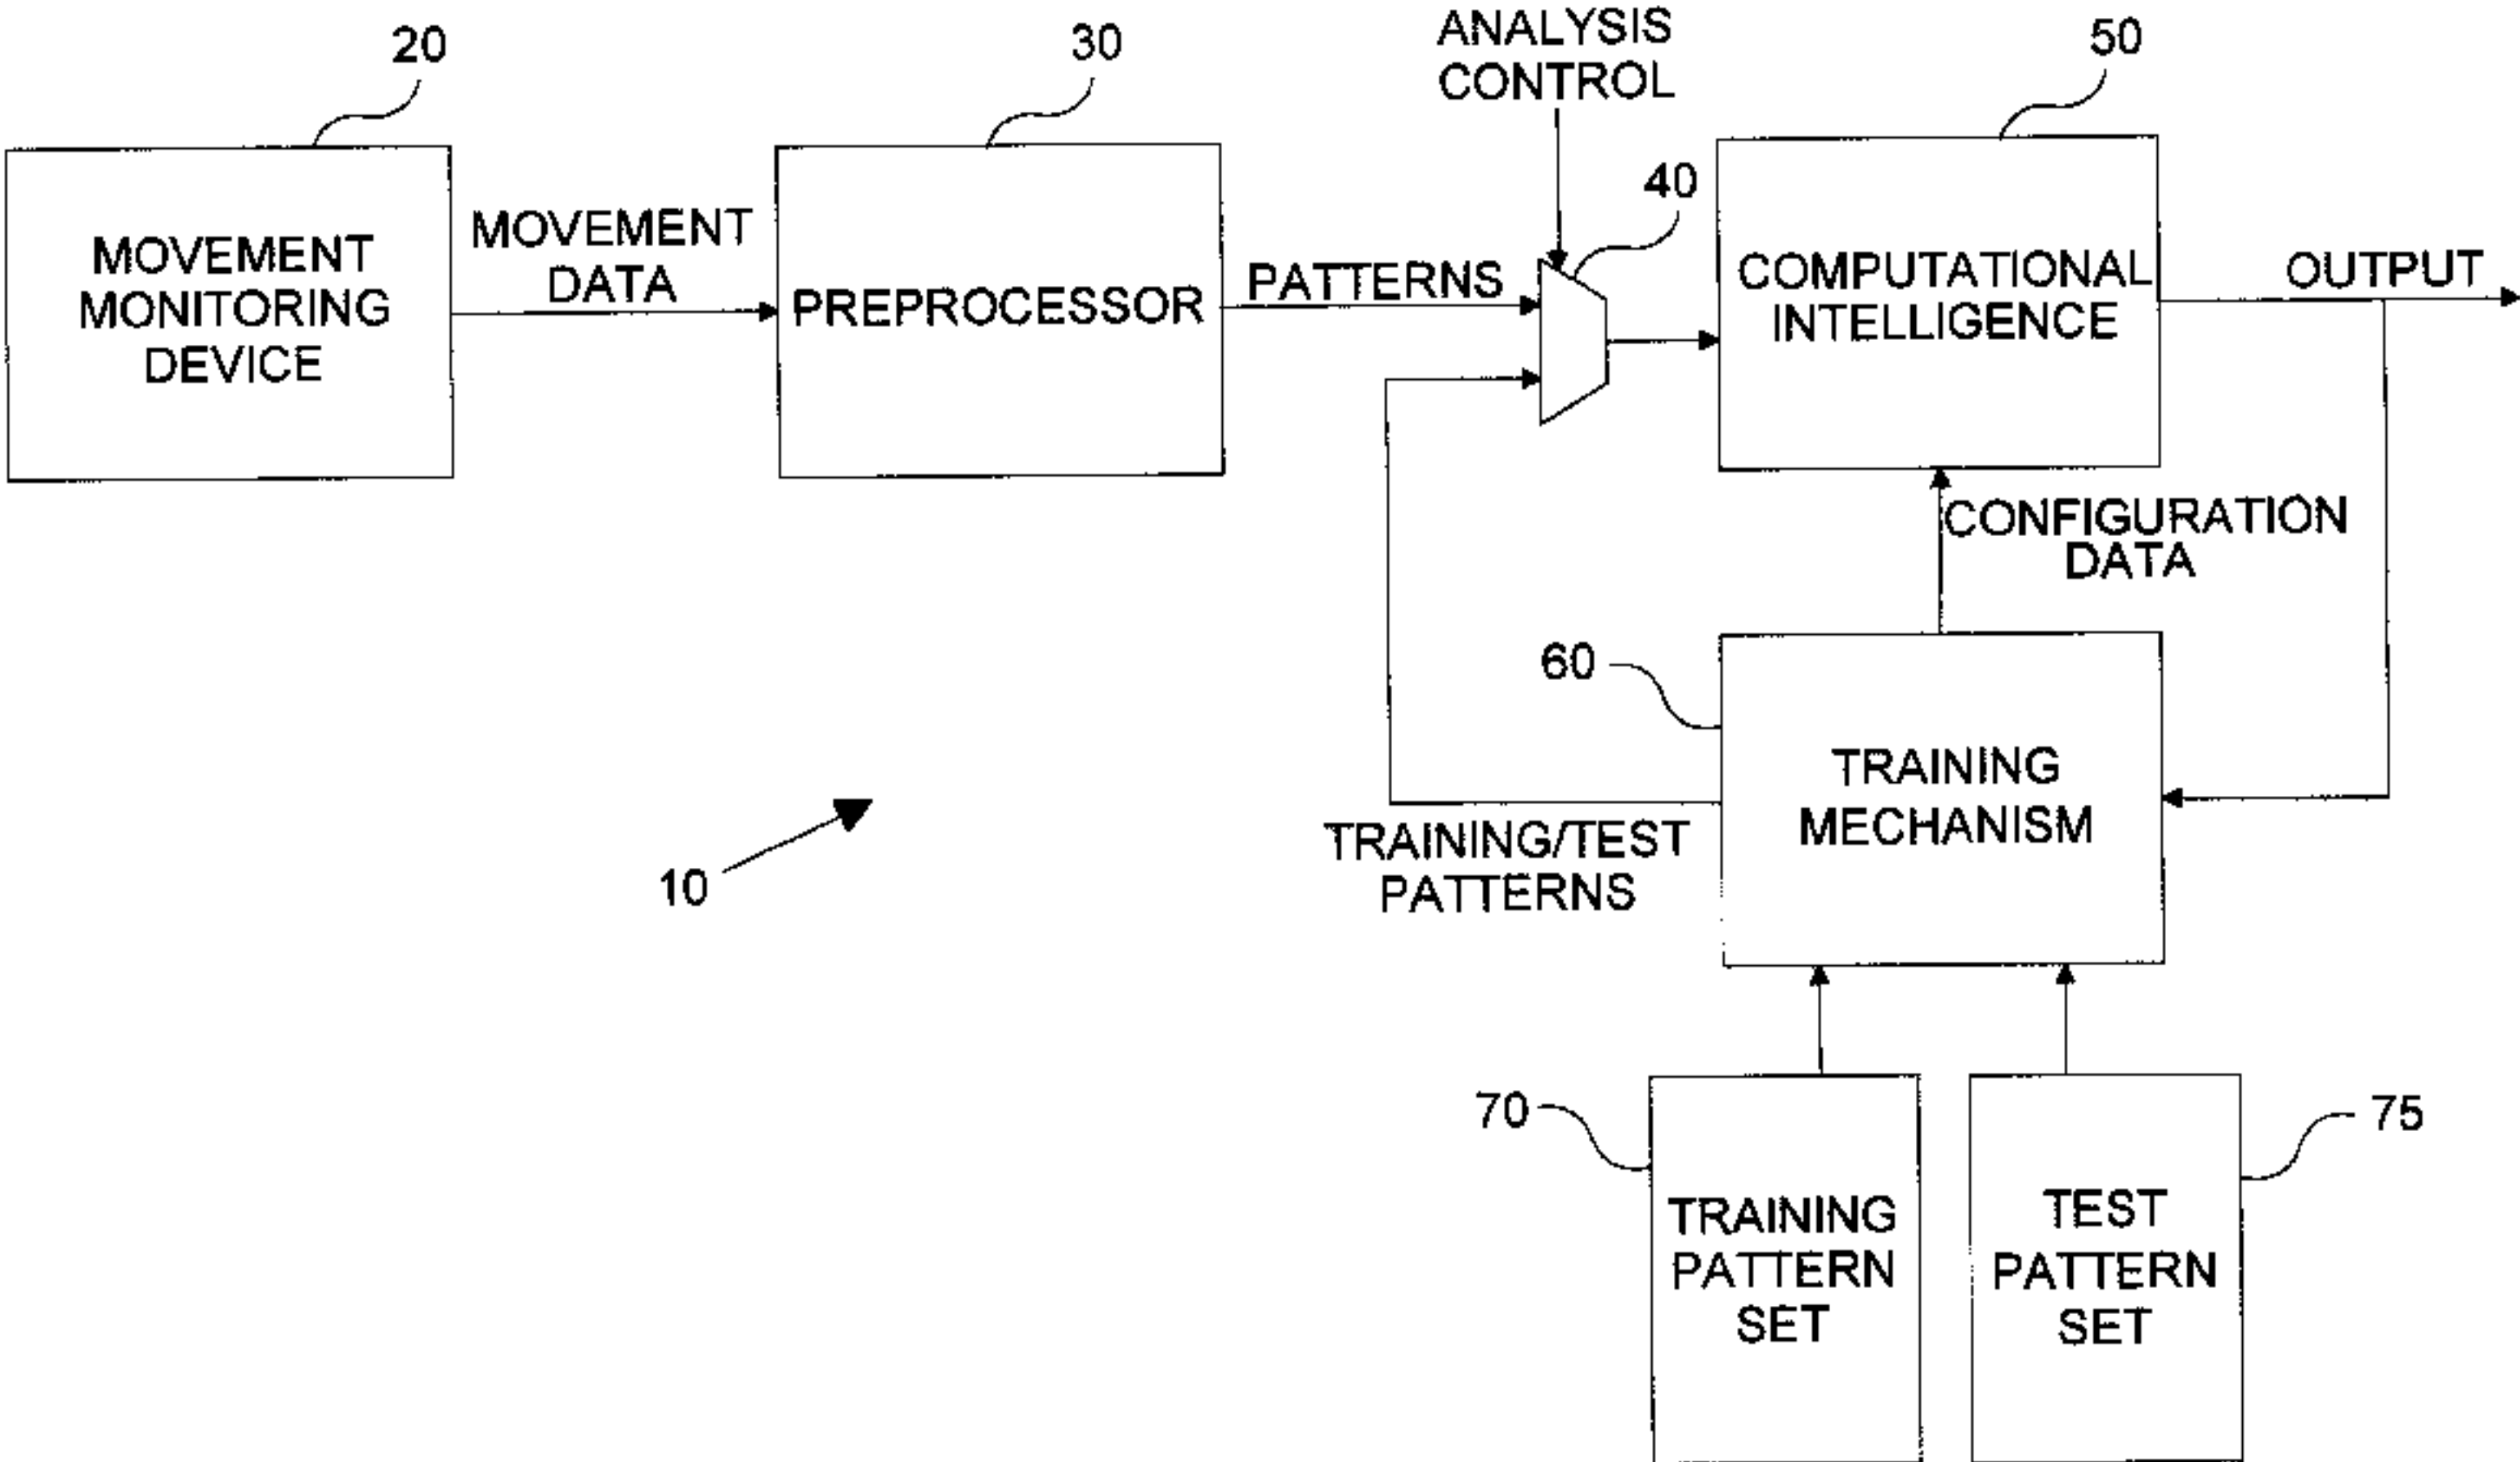 20
30
ANALYSIS
CONTROL
50
40
MOVEMENT
MONITORING
DEVICE
MOVEMENT
DATA
PREPROCESSOR
PATTERNS
COMPUTATIONAL
INTELLIGENCE
OUTPUT
CONFIGURATION
DATA
60
TRAINING
MECHANISM
TRAINING/TEST
PATTERNS
10
70
75
TRAINING
PATTERN
SET
TEST
PATTERN
SET